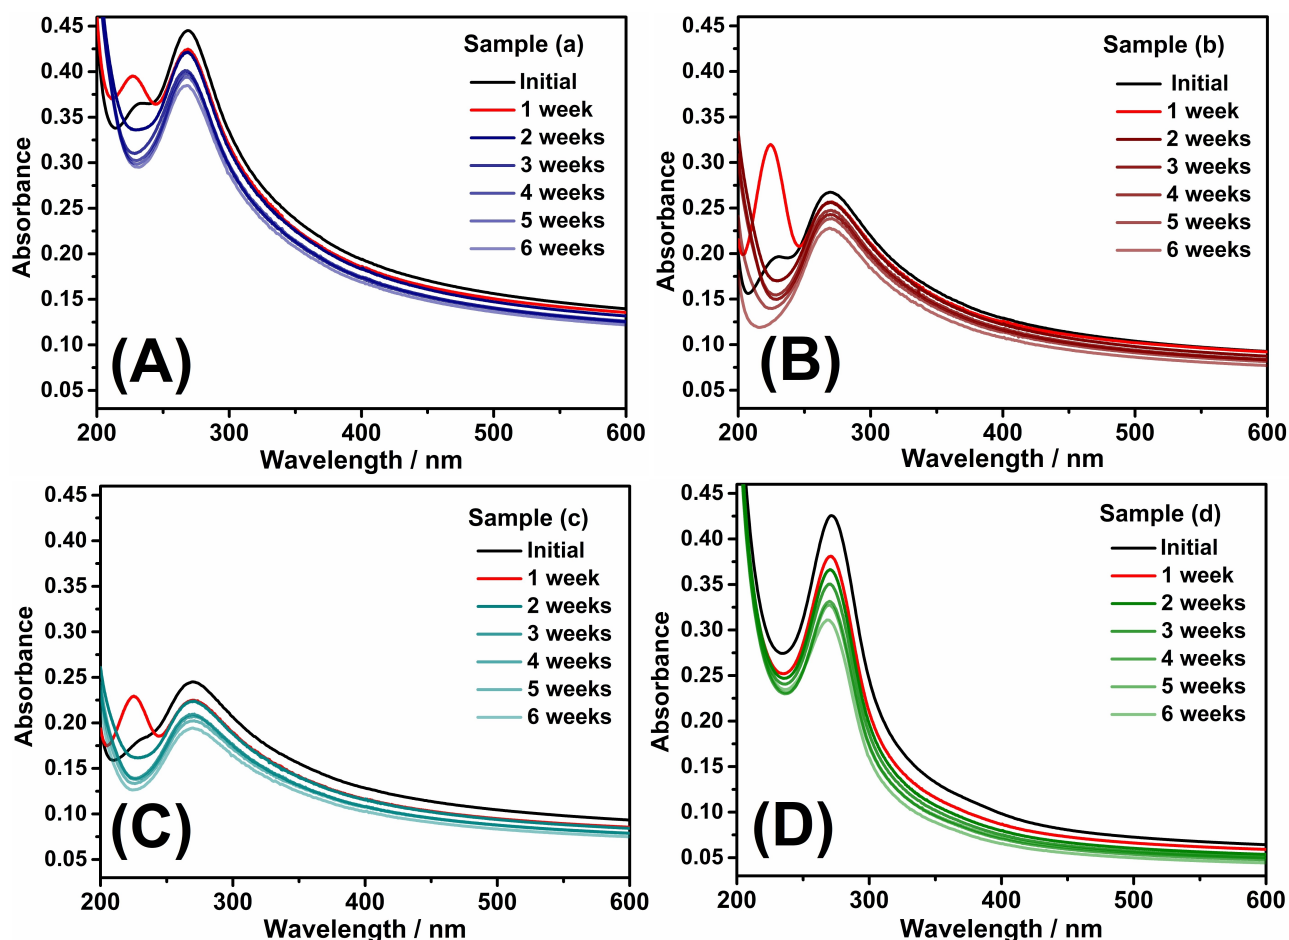 0.45
0.40
0.35
0.30
0.25
0.20
0.15
0.10
0.05
Absorbance
200 300 400 500 600
Wavelength / nm
Sample (a)
Initial
1 week
2 weeks
3 weeks
4 weeks
5 weeks
6 weeks
(A)
0.45
0.40
0.35
0.30
0.25
0.20
0.15
0.10
0.05
Absorbance
200 300 400 500 600
Wavelength / nm
Sample (b)
Initial
1 week
2 weeks
3 weeks
4 weeks
5 weeks
6 weeks
(B)
0.45
0.40
0.35
0.30
0.25
0.20
0.15
0.10
0.05
Absorbance
200 300 400 500 600
Wavelength / nm
Sample (c)
Initial
1 week
2 weeks
3 weeks
4 weeks
5 weeks
6 weeks
(C)
0.45
0.40
0.35
0.30
0.25
0.20
0.15
0.10
0.05
Absorbance
200 300 400 500 600
Wavelength / nm
Sample (d)
Initial
1 week
2 weeks
3 weeks
4 weeks
5 weeks
6 weeks
(D)